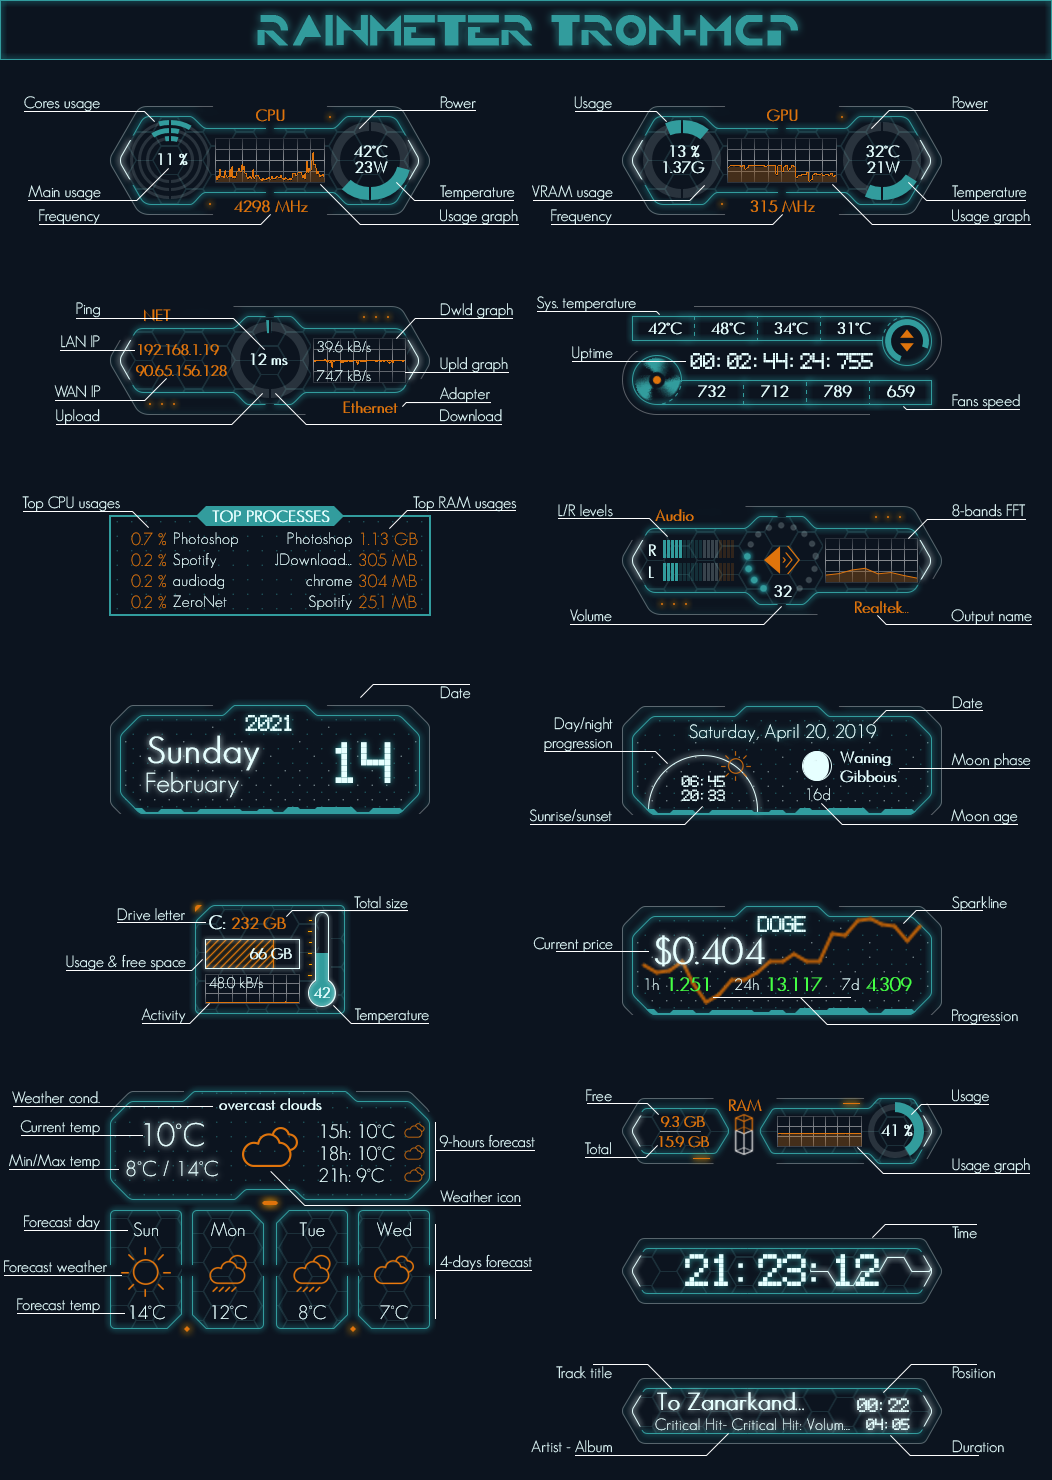 RAINMETER TRON-MCP
Cores usage
CPU
Power
11 %
42°C
23W
Main usage
Temperature
Frequency
4298 MHz
Usage graph
Usage
GPU
Power
13 %
1.37G
32°C
21W
VRAM usage
Temperature
Frequency
315 MHz
Usage graph
Ping
NET
Dwld graph
LAN IP
192.168.1.19
39.6 kB/s
12 ms
90.65.156.128
74.7 kB/s
Upld graph
WAN IP
Adapter
Upload
Ethernet
Download
Sys. temperature
42°C 48°C 34°C 31°C
Uptime
00:02:44:24:755
732 712 789 659
Fans speed
Top CPU usages
Top RAM usages
TOP PROCESSES
0.7 % Photoshop Photoshop 1.13 GB
0.2 % Spotify JDownload... 305 MB
0.2 % audiodg chrome 304 MB
0.2 % ZeroNet Spotify 251 MB
L/R levels
Audio
8-bands FFT
R
L
32
Realtek...
Volume
Output name
Date
2021
Sunday
14
February
Date
Day/night
progression
Saturday, April 20, 2019
Waning
Gibbous
Moon phase
06:45
20:33
16d
Sunrise/sunset
Moon age
Drive letter
Total size
C: 232 GB
66 GB
Usage & free space
48.0 kB/s
42
Activity
Temperature
Sparkline
DOGE
Current price
$0.404
1h 1.251 24h 13.117 7d 4.309
Progression
Weather cond.
overcast clouds
Current temp
10°C
15h: 10°C
18h: 10°C
21h: 9°C
9-hours forecast
Min/Max temp
8°C / 14°C
Weather icon
Forecast day
Sun Mon Tue Wed
Forecast weather
4-days forecast
Forecast temp
14°C 12°C 8°C 7°C
Free
RAM
Usage
9.3 GB
15.9 GB
41 %
Total
Usage graph
Time
21:23:12
Track title
Position
To Zanarkand...
00:22
Critical Hit- Critical Hit: Volum...
04:05
Artist - Album
Duration